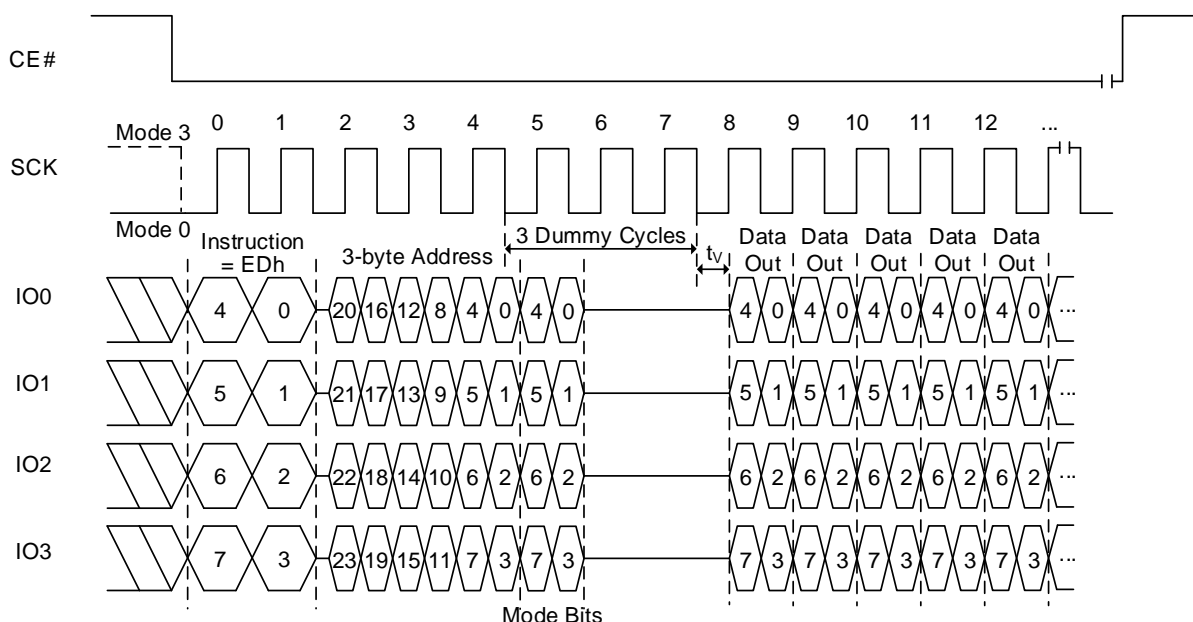 CE#
0 1 2 3 4 5 6 7 8 9 10 11 12 ...
Mode 3
SCK
Mode 0
3 Dummy Cycles
Instruction
= EDh
3-byte Address
tV
Data Out Data Out Data Out Data Out Data Out
IO0 4 0 20 16 12 8 4 0 4 0 4 0 4 0 4 0 4 0 4 0 ...
IO1 5 1 21 17 13 9 5 1 5 1 5 1 5 1 5 1 5 1 5 1 ...
IO2 6 2 22 18 14 10 6 2 6 2 6 2 6 2 6 2 6 2 6 2 ...
IO3 7 3 23 19 15 11 7 3 7 3 7 3 7 3 7 3 7 3 7 3 ...
Mode Bits